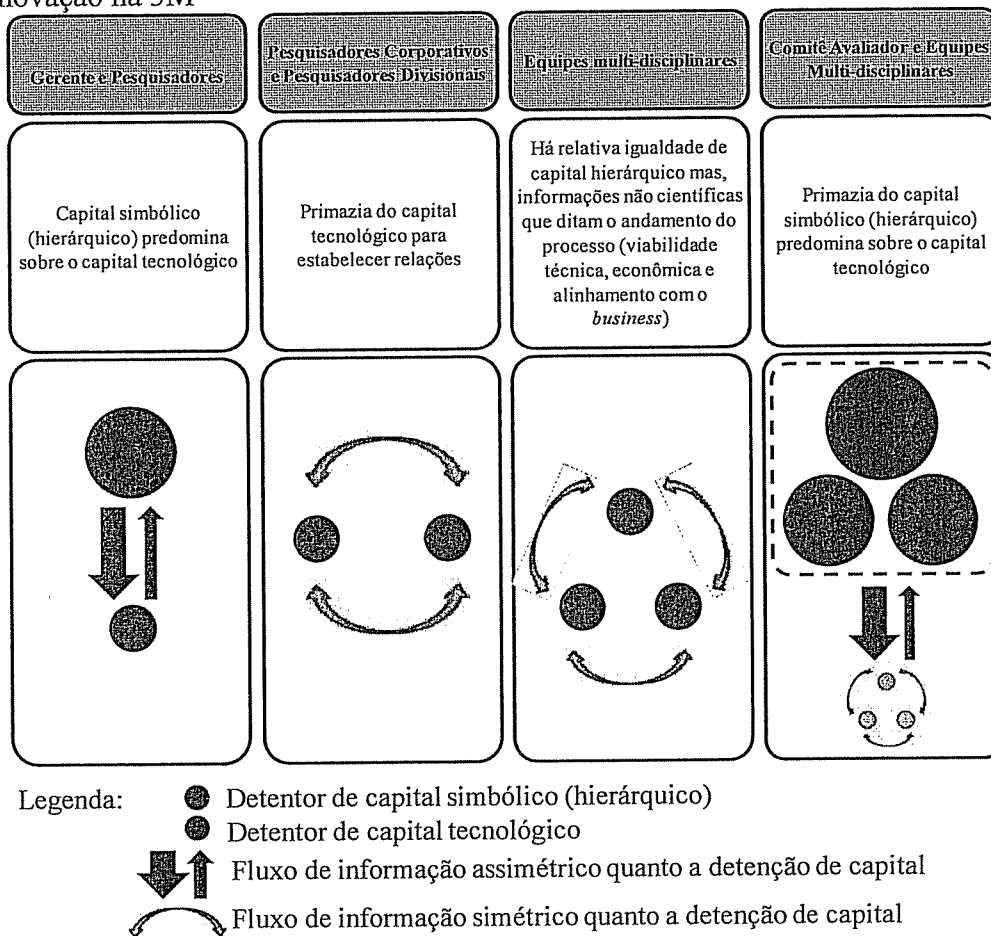 Gerente e Pesquisadores
Pesquisadores Corporativos
e Pesquisadores Divisionais
Equipes multi-disciplinares
Comitê Avaliador e Equipes
Multi-disciplinares
Capital simbólico
(hierárquico) predomina
sobre o capital tecnológico
Primazia do capital
tecnológico para
estabelecer relações
Há relativa igualdade de
capital hierárquico mas,
informações não científicas
que ditam o andamento do
processo (viabilidade
técnica, econômica e
alinhamento com o
business)
Primazia do capital
simbólico (hierárquico)
predomina sobre o capital
tecnológico
Legenda:
Detentor de capital simbólico (hierárquico)
Detentor de capital tecnológico
Fluxo de informação assimétrico quanto a detenção de capital
Fluxo de informação simétrico quanto a detenção de capital